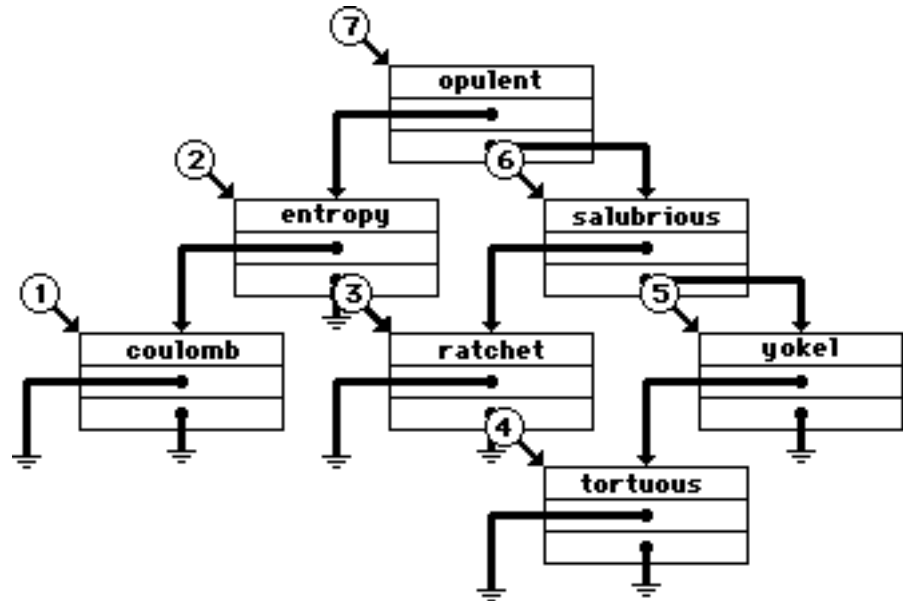 7
opulent
2
6
entropy
salubrious
1
3
5
coulomb
ratchet
yokel
4
tortuous